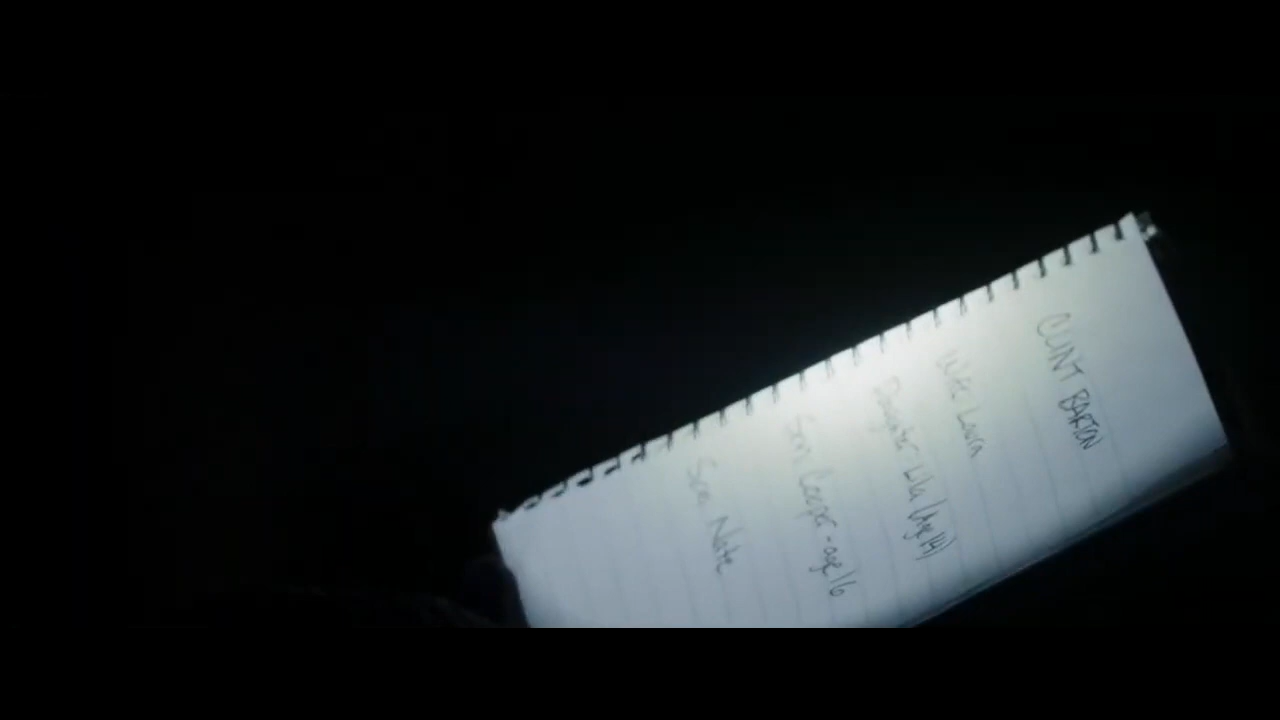 CLINT BARTON
Wife Laura
Daughter Lila (Age 14)
Son Cooper - age 16
Son Nate